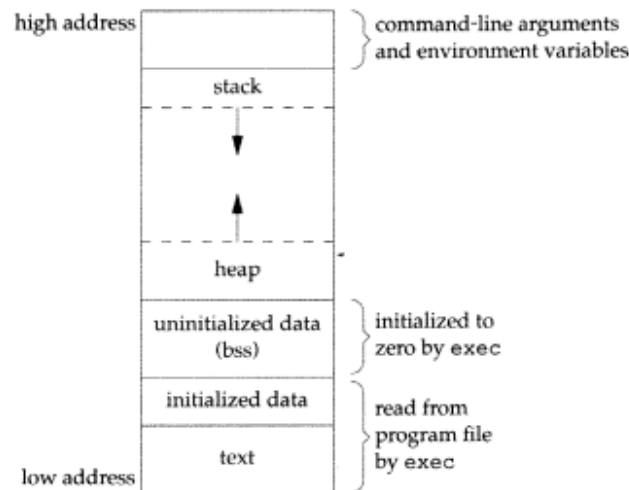 high address
command-line arguments
and environment variables
stack
heap
uninitialized data
(bss)
initialized to
zero by exec
initialized data
read from
program file
by exec
text
low address